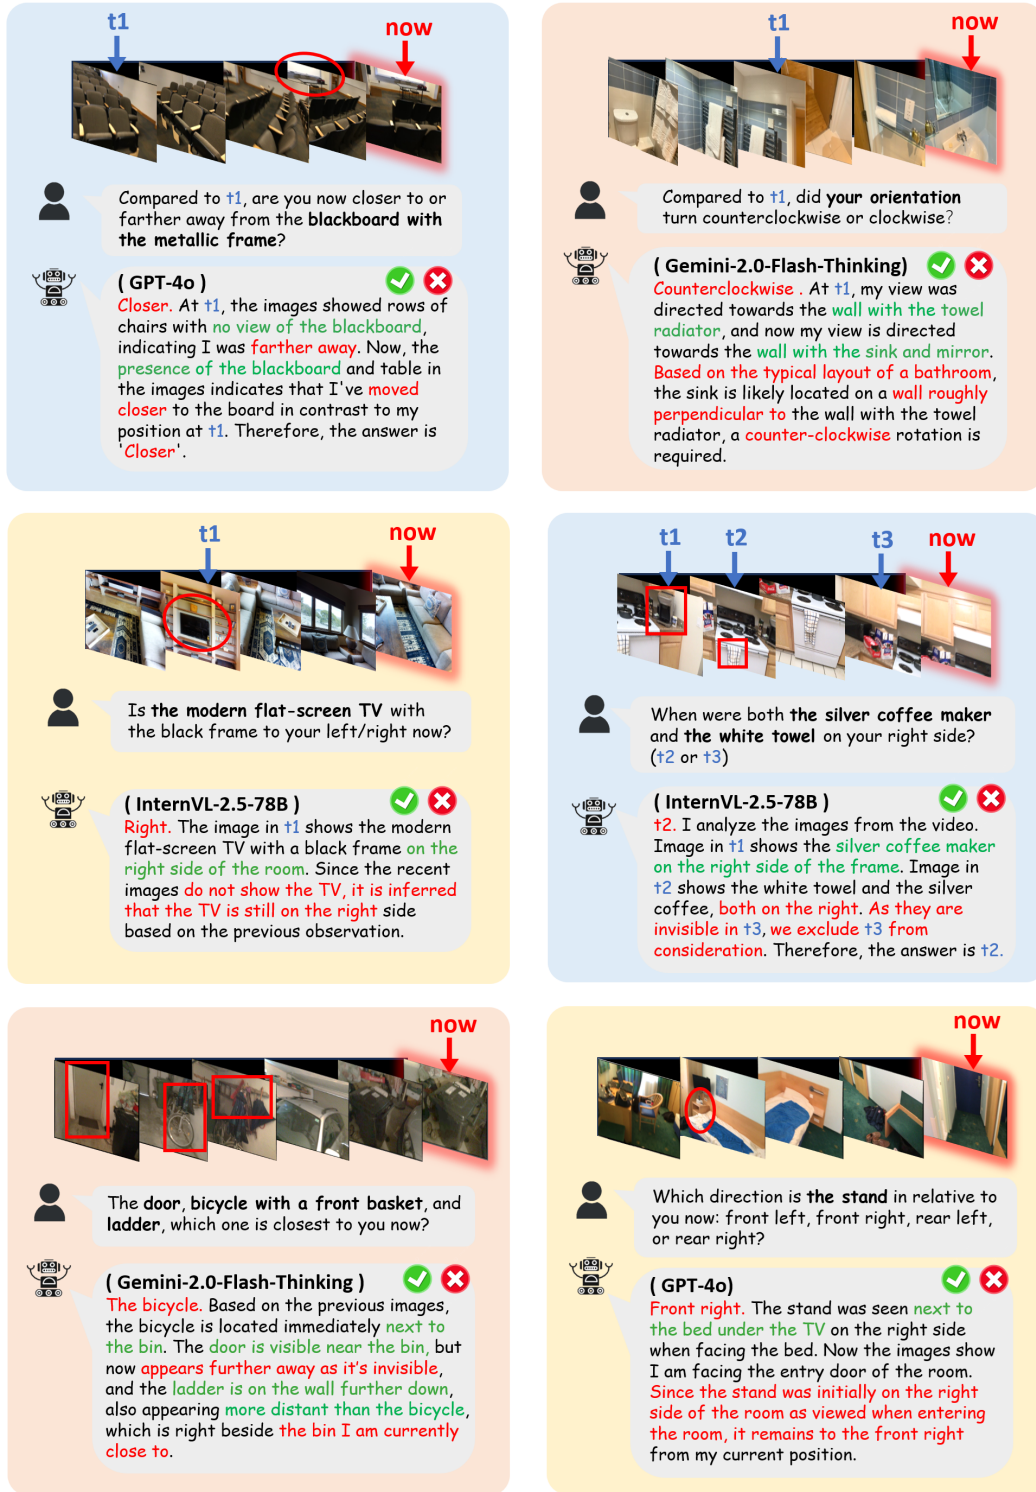 t1
now
Compared to t1, are you now closer to or
farther away from the blackboard with
the metallic frame?
( GPT-4o )
Closer. At t1, the images showed rows of
chairs with no view of the blackboard,
indicating I was farther away. Now, the
presence of the blackboard and table in
the images indicates that I've moved
closer to the board in contrast to my
position at t1. Therefore, the answer is
'Closer'.
t1
now
Compared to t1, did your orientation
turn counterclockwise or clockwise?
( Gemini-2.0-Flash-Thinking)
Counterclockwise . At t1, my view was
directed towards the wall with the towel
radiator, and now my view is directed
towards the wall with the sink and mirror.
Based on the typical layout of a bathroom,
the sink is likely located on a wall roughly
perpendicular to the wall with the towel
radiator, a counter-clockwise rotation is
required.
t1
now
Is the modern flat-screen TV with
the black frame to your left/right now?
( InternVL-2.5-78B )
Right. The image in t1 shows the modern
flat-screen TV with a black frame on the
right side of the room. Since the recent
images do not show the TV, it is inferred
that the TV is still on the right side
based on the previous observation.
t1
t2
t3
now
When were both the silver coffee maker
and the white towel on your right side?
(t2 or t3)
( InternVL-2.5-78B )
t2. I analyze the images from the video.
Image in t1 shows the silver coffee maker
on the right side of the frame. Image in
t2 shows the white towel and the silver
coffee, both on the right. As they are
invisible in t3, we exclude t3 from
consideration. Therefore, the answer is t2.
now
The door, bicycle with a front basket, and
ladder, which one is closest to you now?
( Gemini-2.0-Flash-Thinking )
The bicycle. Based on the previous images,
the bicycle is located immediately next to
the bin. The door is visible near the bin, but
now appears further away as it's invisible,
and the ladder is on the wall further down,
also appearing more distant than the bicycle,
which is right beside the bin I am currently
close to.
now
Which direction is the stand in relative to
you now: front left, front right, rear left,
or rear right?
( GPT-4o)
Front right. The stand was seen next to
the bed under the TV on the right side
when facing the bed. Now the images show
I am facing the entry door of the room.
Since the stand was initially on the right
side of the room as viewed when entering
the room, it remains to the front right
from my current position.